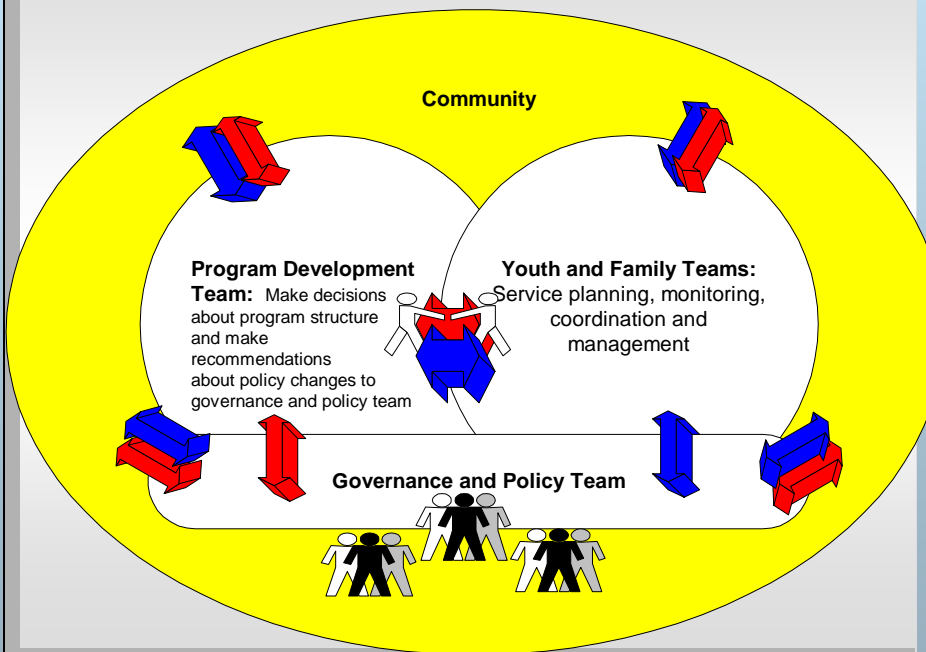 Community
Program Development
Team: Make decisions
about program structure
and make
recommendations
about policy changes to
governance and policy team
Youth and Family Teams:
Service planning, monitoring,
coordination and
management
Governance and Policy Team